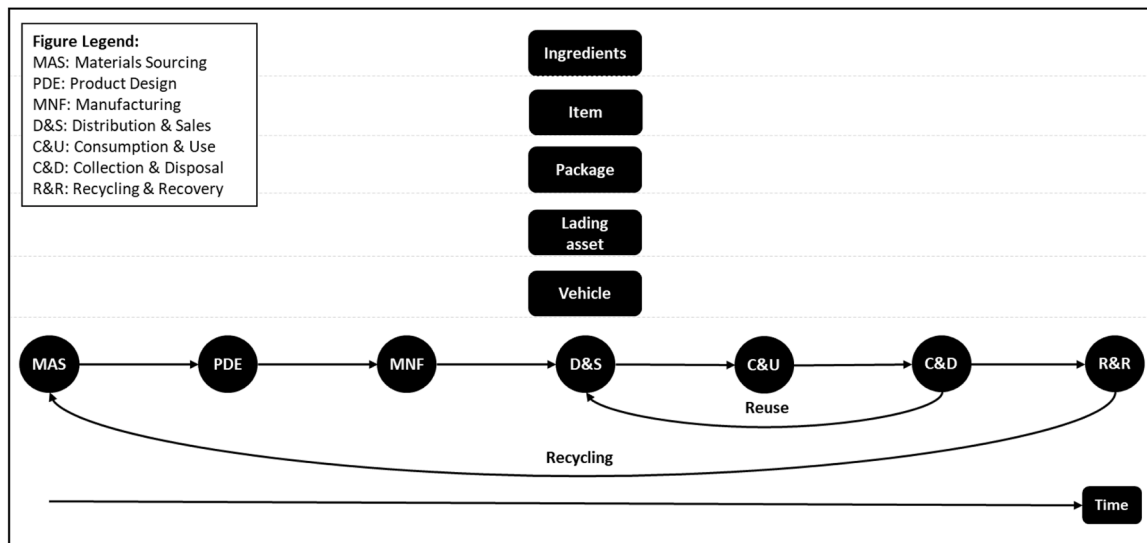 Figure Legend:
MAS: Materials Sourcing
PDE: Product Design
MNF: Manufacturing
D&S: Distribution & Sales
C&U: Consumption & Use
C&D: Collection & Disposal
R&R: Recycling & Recovery
Ingredients
Item
Package
Lading
asset
Vehicle
MAS
PDE
MNF
D&S
C&U
C&D
R&R
Reuse
Recycling
Time